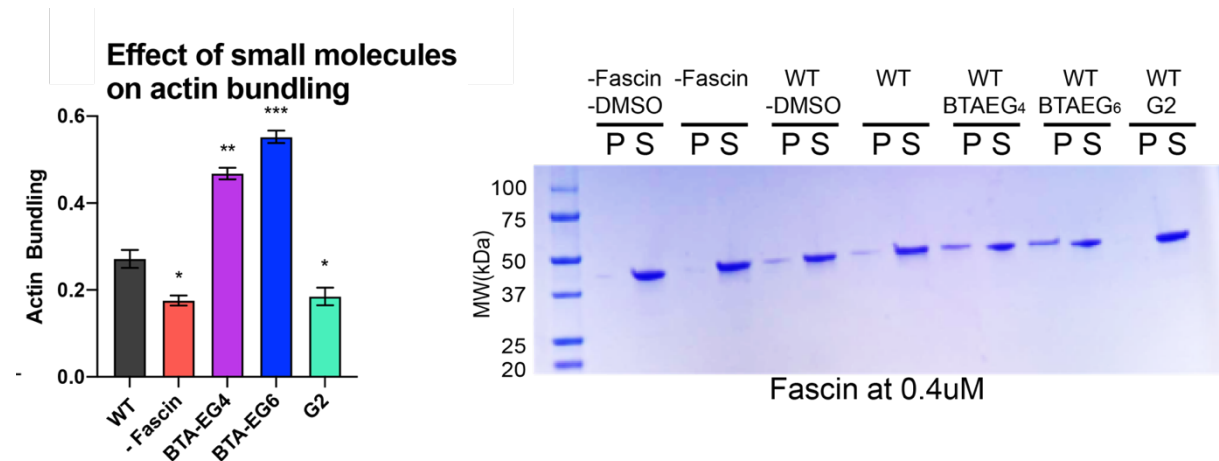 Effect of small molecules
on actin bundling
Actin Bundling
0.6
0.4
0.2
0.0
*
**
***
*
WT
- Fascin
BTA-EG4
BTA-EG6
G2
-
-Fascin -Fascin WT WT WT WT WT
-DMSO -DMSO BTAEG4 BTAEG6 G2
P S P S P S P S P S P S P S
MW(kDa)
100
75
50
37
25
20
Fascin at 0.4uM